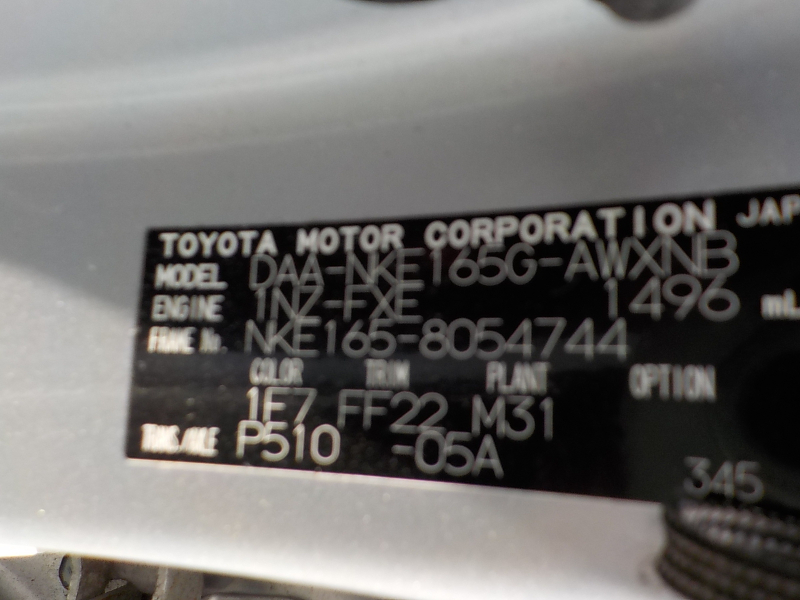 TOYOTA MOTOR CORPORATION JAP
MODEL DAA-NKE165G-AWXNB
ENGINE 1NZ-FXE 1496 mL
FRAME No. NKE165-8054744
COLOR TRIM PLANT OPTION
1F7 FF22 M31
TRANS/AXLE P510 -05A
345